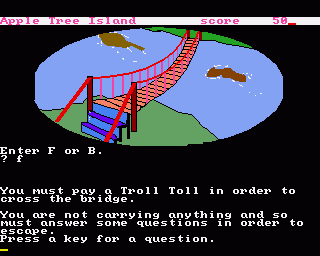 Apple Tree Island score 50
Enter F or B.
? f
You must pay a Troll Toll in order to
cross the bridge.
You are not carrying anything and so
must answer some questions in order to
escape.
Press a key for a question.